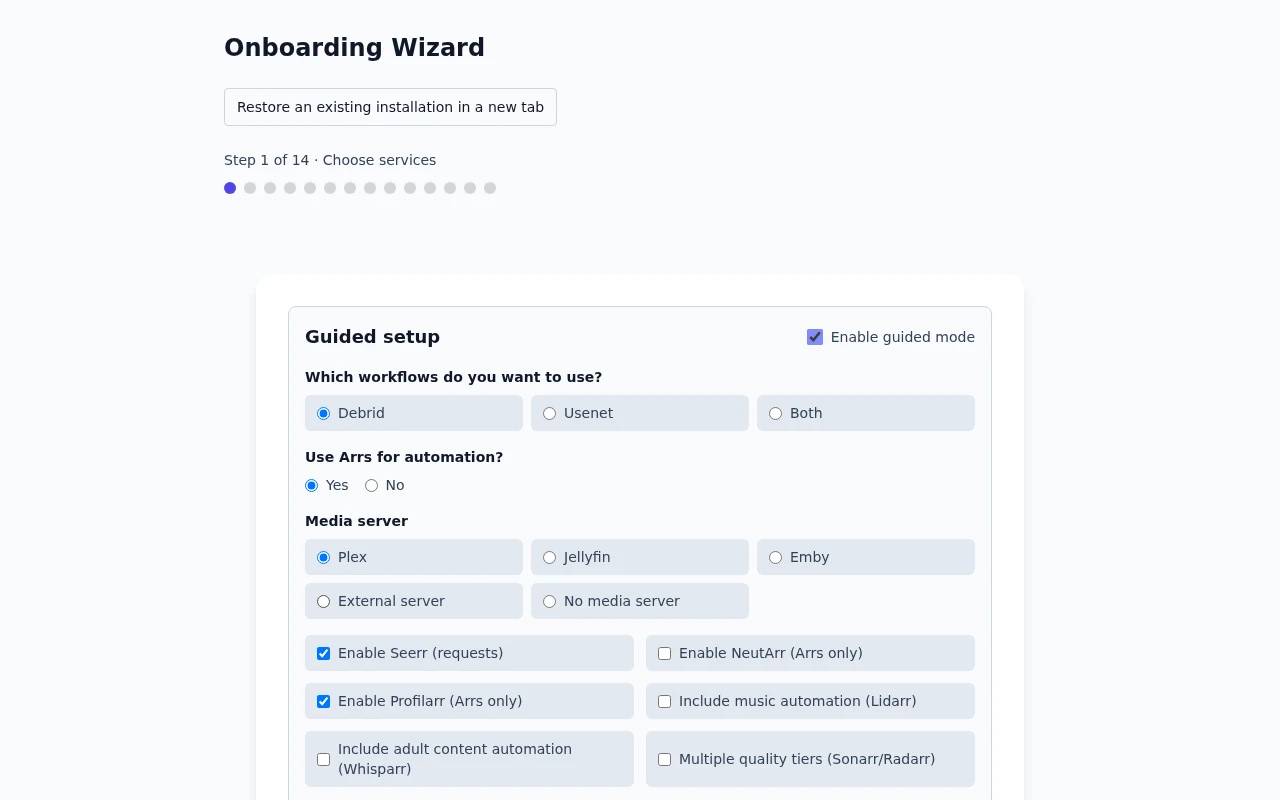 Onboarding Wizard
Restore an existing installation in a new tab
Step 1 of 14 · Choose services
Guided setup
Enable guided mode
Which workflows do you want to use?
Debrid
Usenet
Both
Use Arrs for automation?
Yes
No
Media server
Plex
Jellyfin
Emby
External server
No media server
Enable Seerr (requests)
Enable NeutArr (Arrs only)
Enable Profilarr (Arrs only)
Include music automation (Lidarr)
Include adult content automation
(Whisparr)
Multiple quality tiers (Sonarr/Radarr)